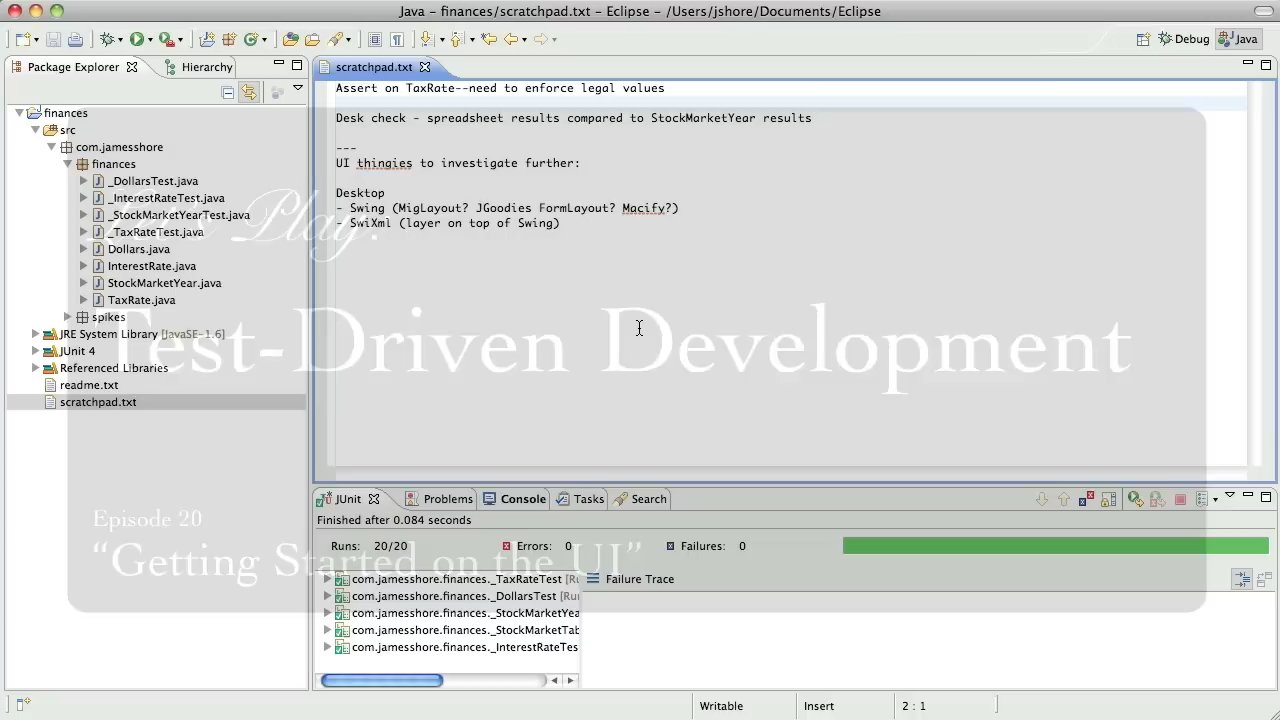 Java – finances/scratchpad.txt – Eclipse – /Users/jshore/Documents/Eclipse
Debug
Java
Package Explorer
Hierarchy
finances
src
com.jamesshore
finances
_DollarsTest.java
_InterestRateTest.java
_StockMarketYearTest.java
_TaxRateTest.java
Dollars.java
InterestRate.java
StockMarketYear.java
TaxRate.java
spikes
JRE System Library [JavaSE-1.6]
JUnit 4
Referenced Libraries
readme.txt
scratchpad.txt
scratchpad.txt
Assert on TaxRate--need to enforce legal values
Desk check - spreadsheet results compared to StockMarketYear results
---
UI thingies to investigate further:
Desktop
- Swing (MigLayout? JGoodies FormLayout? Macify?)
- SwiXml (layer on top of Swing)
Let's Play:
Test-Driven Development
Episode 20
“Getting Started on the UI”
JUnit
Problems
Console
Tasks
Search
Finished after 0.084 seconds
Runs: 20/20
Errors: 0
Failures: 0
com.jamesshore.finances._TaxRateTest [Ru
com.jamesshore.finances._DollarsTest [Run
com.jamesshore.finances._StockMarketYea
com.jamesshore.finances._StockMarketTab
com.jamesshore.finances._InterestRateTes
Failure Trace
Writable
Insert
2 : 1